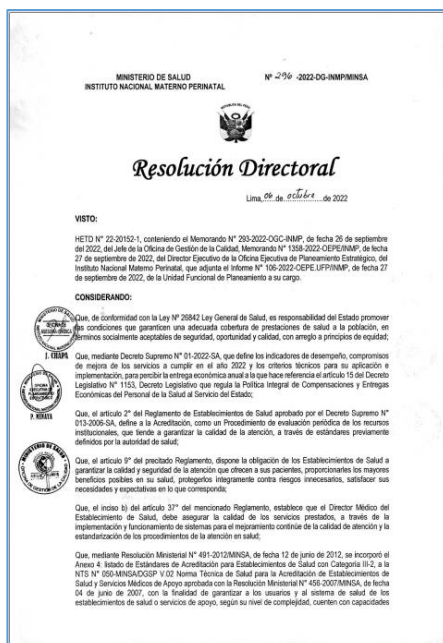 MINISTERIO DE SALUD
INSTITUTO NACIONAL MATERNO PERINATAL
Nº 296 -2022-DG-INMP/MINSA
Resolución Directoral
Lima, 06 de octubre de 2022
VISTO:
HETD N° 22-20152-1, conteniendo el Memorando N° 293-2022-OGC-INMP, de fecha 26 de septiembre
del 2022, del Jefe de la Oficina de Gestión de la Calidad, Memorando N° 1358-2022-OEPE/INMP, de fecha
27 de septiembre de 2022, del Director Ejecutivo de la Oficina Ejecutiva de Planeamiento Estratégico, del
Instituto Nacional Materno Perinatal, que adjunta el Informe N° 106-2022-OEPE.UFP/INMP, de fecha 27
de septiembre de 2022, de la Unidad Funcional de Planeamiento a su cargo.
CONSIDERANDO:
Que, de conformidad con la Ley Nº 26842 Ley General de Salud, es responsabilidad del Estado promover
las condiciones que garanticen una adecuada cobertura de prestaciones de salud a la población, en
términos socialmente aceptables de seguridad, oportunidad y calidad, con arreglo a principios de equidad;
J. CHAPA
Que, mediante Decreto Supremo N° 01-2022-SA, que define los indicadores de desempeño, compromisos
de mejora de los servicios a cumplir en el año 2022 y los criterios técnicos para su aplicación e
implementación, para percibir la entrega económica anual a la que hace referencia el artículo 15 del Decreto
Legislativo N° 1153, Decreto Legislativo que regula la Política Integral de Compensaciones y Entregas
Económicas del Personal de la Salud al Servicio del Estado;
P. MINAYA
Que, el artículo 2° del Reglamento de Establecimientos de Salud aprobado por el Decreto Supremo N°
013-2006-SA, define a la Acreditación, como un Procedimiento de evaluación periódica de los recursos
institucionales, que tiende a garantizar la calidad de la atención, a través de estándares previamente
definidos por la autoridad de salud;
Que, el artículo 9° del precitado Reglamento, dispone la obligación de los Establecimientos de Salud a
garantizar la calidad y seguridad de la atención que ofrecen a sus pacientes, proporcionarles los mayores
beneficios posibles en su salud, protegerlos integramente contra riesgos innecesarios, satisfacer sus
necesidades y expectativas en lo que corresponda;
Que, el inciso b) del artículo 37° del mencionado Reglamento, establece que el Director Médico del
Establecimiento de Salud, debe asegurar la calidad de los servicios prestados, a través de la
implementación y funcionamiento de sistemas para el mejoramiento continúe de la calidad de atención y la
estandarización de los procedimientos de la atención en salud;
Que, mediante Resolución Ministerial N° 491-2012/MINSA, de fecha 12 de junio de 2012, se incorporó el
Anexo 4: listado de Estándares de Acreditación para Establecimientos de Salud con Categoría III-2, a la
NTS N° 050-MINSA/DGSP V.02 Norma Técnica de Salud para la Acreditación de Establecimientos de
Salud y Servicios Médicos de Apoyo aprobada con la Resolución Ministerial N° 456-2007/MINSA, de fecha
04 de junio de 2007, con la finalidad de garantizar a los usuarios y al sistema de salud de los
establecimientos de salud o servicios de apoyo, según su nivel de complejidad, cuenten con capacidades